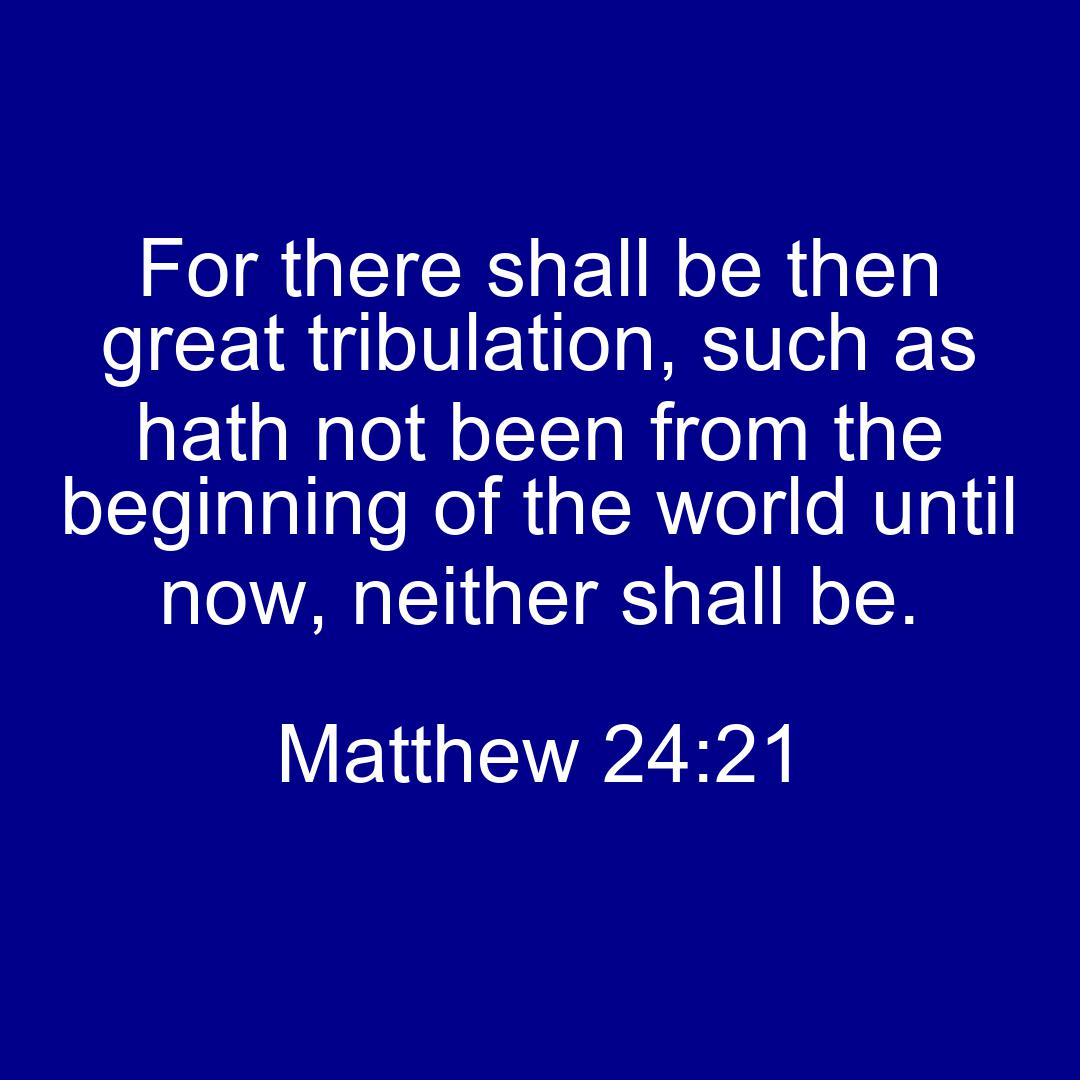 For there shall be then
great tribulation, such as
hath not been from the
beginning of the world until
now, neither shall be.
Matthew 24:21